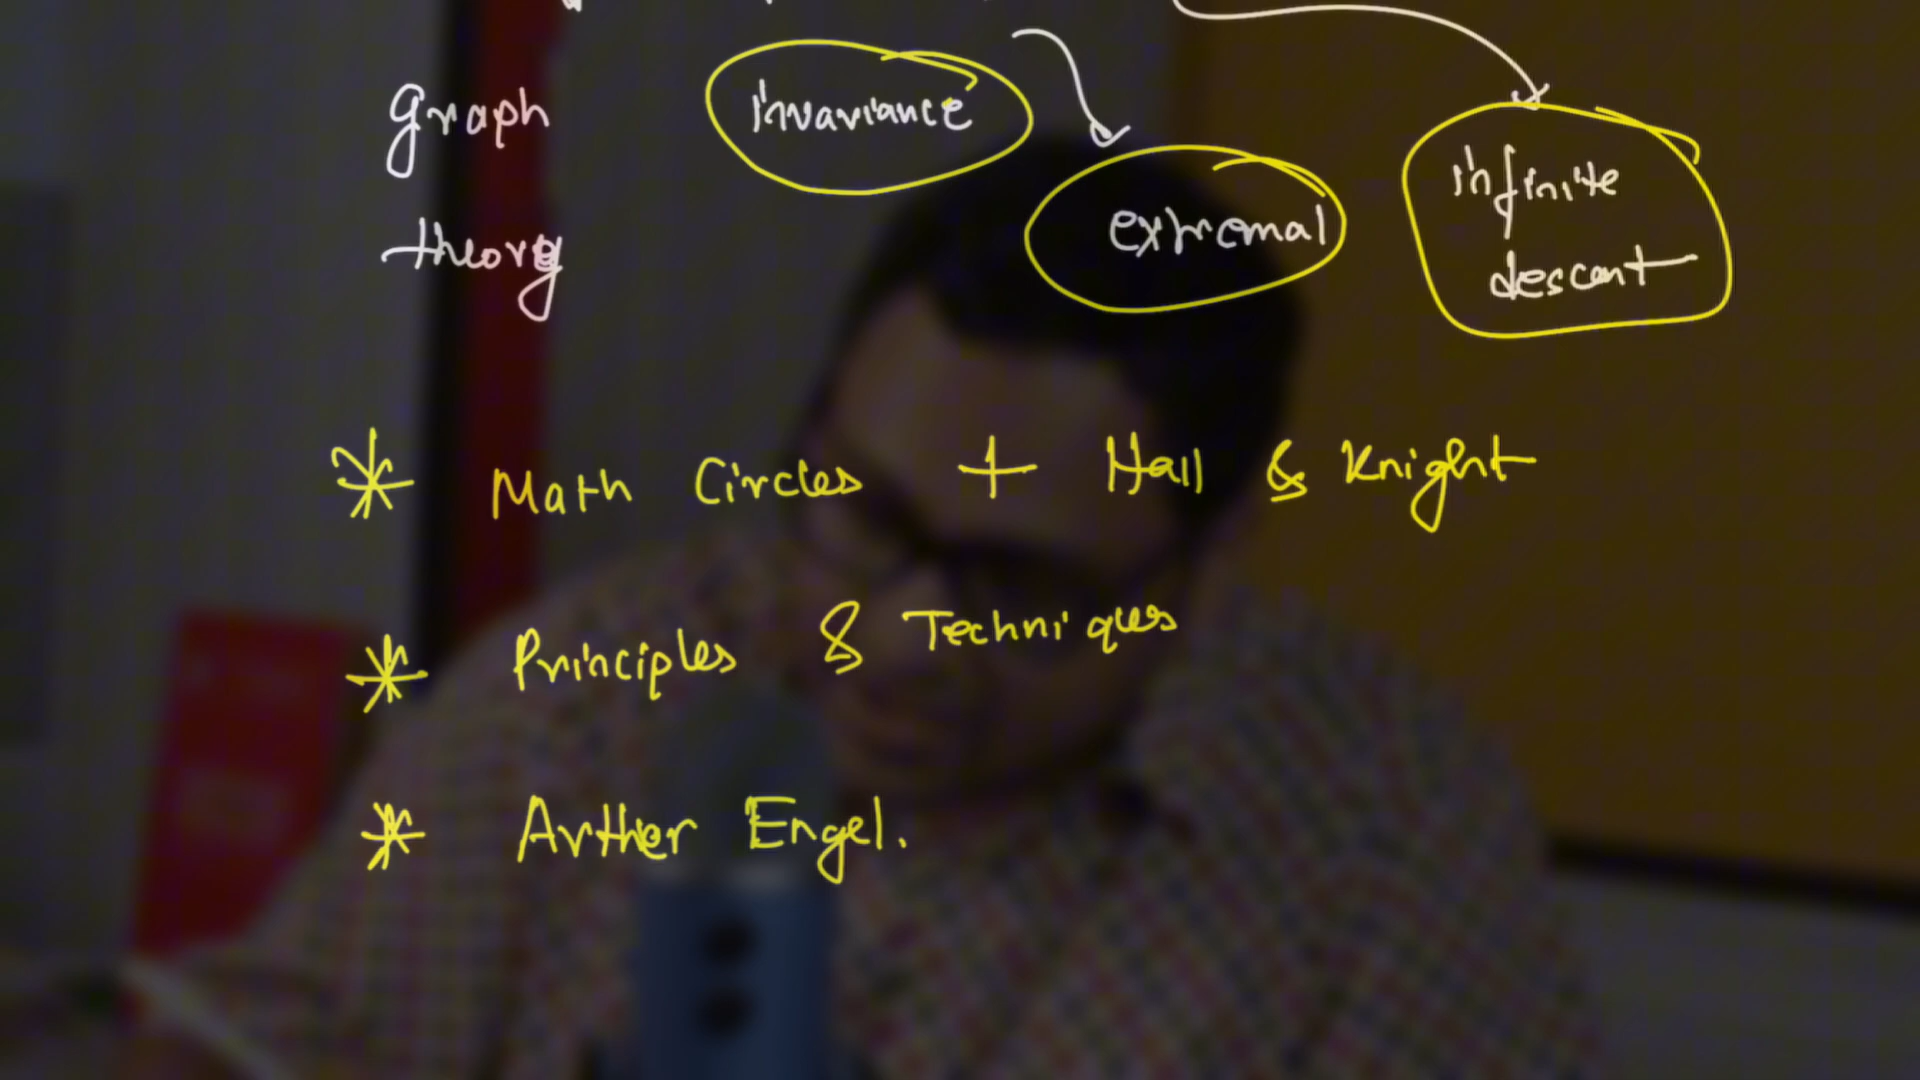 graph
theory
invariance
extremal
infinite
descent
* Math Circles + Hall & Knight
* Principles & Techniques
* Arther Engel.